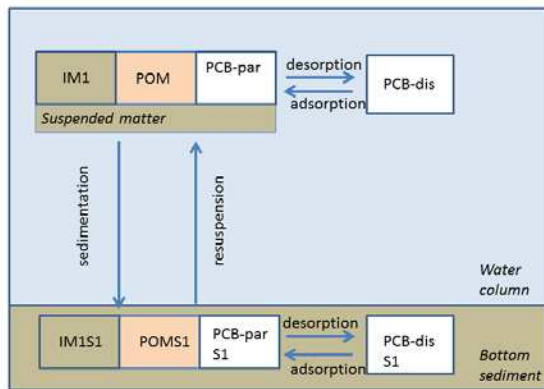 IM1
POM
PCB-par
desorption
adsorption
PCB-dis
Suspended matter
sedimentation
resuspension
Water
column
IM1S1
POMS1
PCB-par
S1
desorption
adsorption
PCB-dis
S1
Bottom
sediment